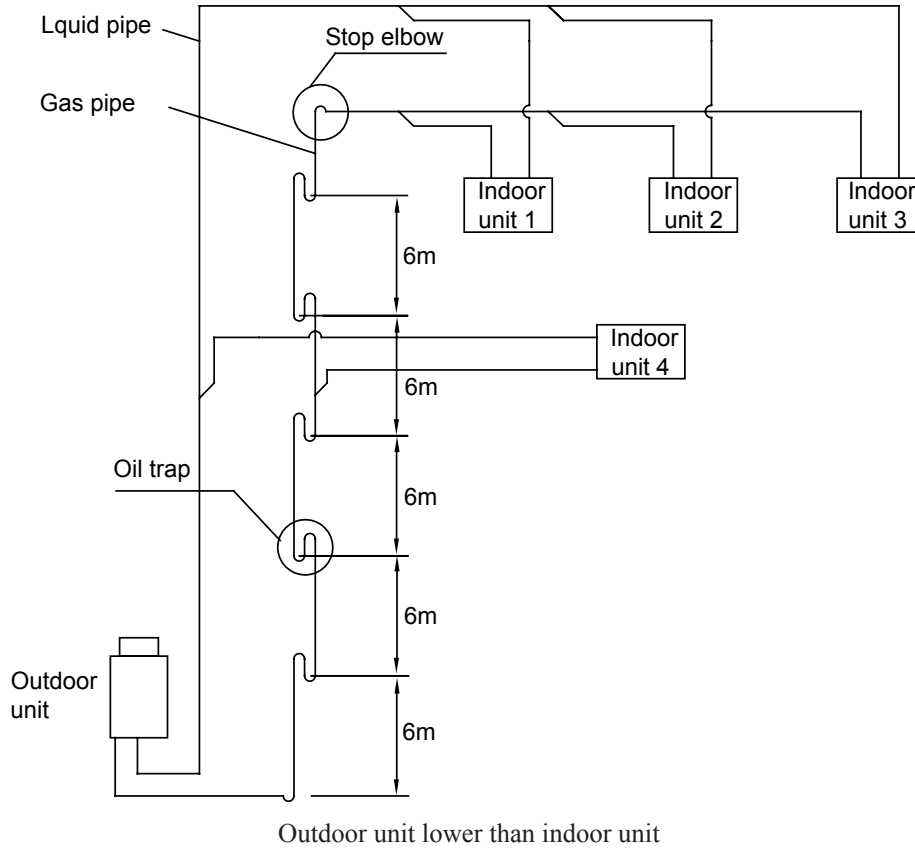 Lquid pipe
Stop elbow
Gas pipe
Indoor
unit 1
Indoor
unit 2
Indoor
unit 3
6m
Indoor
unit 4
6m
Oil trap
6m
6m
Outdoor
unit
6m
Outdoor unit lower than indoor unit